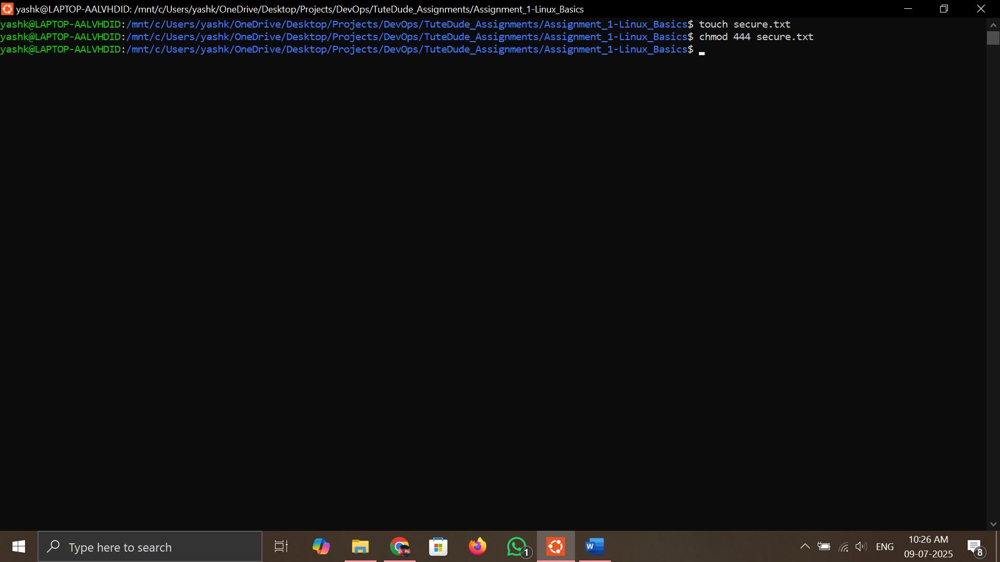 yashk@LAPTOP-AALVHDID: /mnt/c/Users/yashk/OneDrive/Desktop/Projects/DevOps/TuteDude_Assignments/Assignment_1-Linux_Basics
yashk@LAPTOP-AALVHDID:/mnt/c/Users/yashk/OneDrive/Desktop/Projects/DevOps/TuteDude_Assignments/Assignment_1-Linux_Basics$ touch secure.txt
yashk@LAPTOP-AALVHDID:/mnt/c/Users/yashk/OneDrive/Desktop/Projects/DevOps/TuteDude_Assignments/Assignment_1-Linux_Basics$ chmod 444 secure.txt
yashk@LAPTOP-AALVHDID:/mnt/c/Users/yashk/OneDrive/Desktop/Projects/DevOps/TuteDude_Assignments/Assignment_1-Linux_Basics$
Type here to search
1
W
ENG
10:26 AM
09-07-2025
8